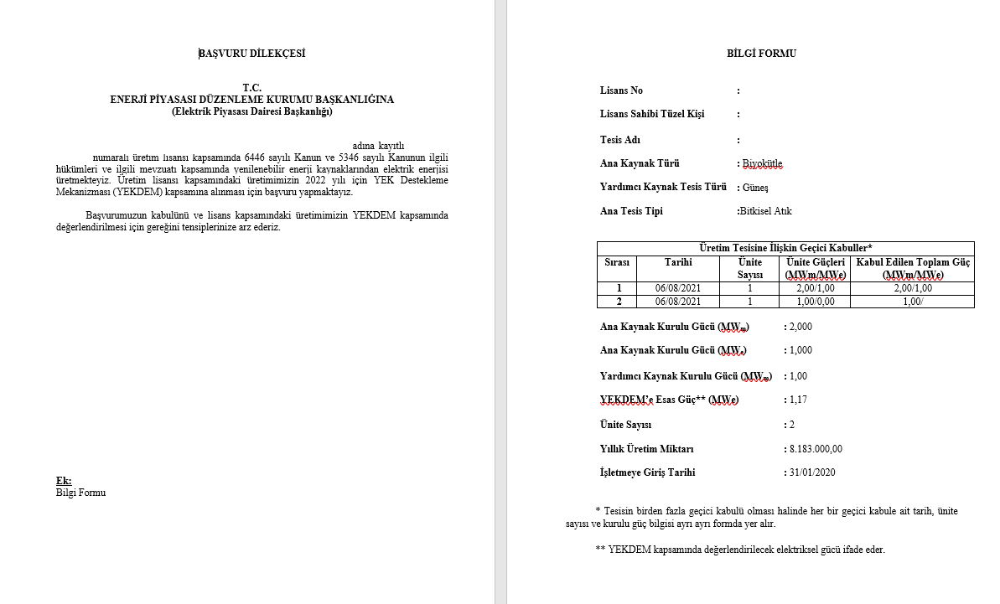 BAŞVURU DİLEKÇESİ
T.C.
ENERJİ PİYASASI DÜZENLEME KURUMU BAŞKANLIĞINA
(Elektrik Piyasası Dairesi Başkanlığı)
adına kayıtlı
numaralı üretim lisansı kapsamında 6446 sayılı Kanun ve 5346 sayılı Kanunun ilgili
hükümleri ve ilgili mevzuatı kapsamında yenilenebilir enerji kaynaklarından elektrik enerjisi
üretmekteyiz. Üretim lisansı kapsamındaki üretimimizin 2022 yılı için YEK Destekleme
Mekanizması (YEKDEM) kapsamına alınması için başvuru yapmaktayız.
Başvurumuzun kabulünü ve lisans kapsamındaki üretimimizin YEKDEM kapsamında
değerlendirilmesi için gereğini tensiplerinize arz ederiz.
Ek:
Bilgi Formu
BİLGİ FORMU
Lisans No :
Lisans Sahibi Tüzel Kişi :
Tesis Adı :
Ana Kaynak Türü : Biyokütle
Yardımcı Kaynak Tesis Türü : Güneş
Ana Tesis Tipi :Bitkisel Atık
Üretim Tesisine İlişkin Geçici Kabuller*
Sırası Tarihi Ünite Sayısı Ünite Güçleri (MWm/MWe) Kabul Edilen Toplam Güç (MWm/MWe)
1 06/08/2021 1 2,00/1,00 2,00/1,00
2 06/08/2021 1 1,00/0,00 1,00/
Ana Kaynak Kurulu Gücü (MWm) : 2,000
Ana Kaynak Kurulu Gücü (MWe) : 1,000
Yardımcı Kaynak Kurulu Gücü (MWm) : 1,00
YEKDEM'e Esas Güç** (MWe) : 1,17
Ünite Sayısı : 2
Yıllık Üretim Miktarı : 8.183.000,00
İşletmeye Giriş Tarihi : 31/01/2020
* Tesisin birden fazla geçici kabulü olması halinde her bir geçici kabule ait tarih, ünite
sayısı ve kurulu güç bilgisi ayrı ayrı formda yer alır.
** YEKDEM kapsamında değerlendirilecek elektriksel gücü ifade eder.